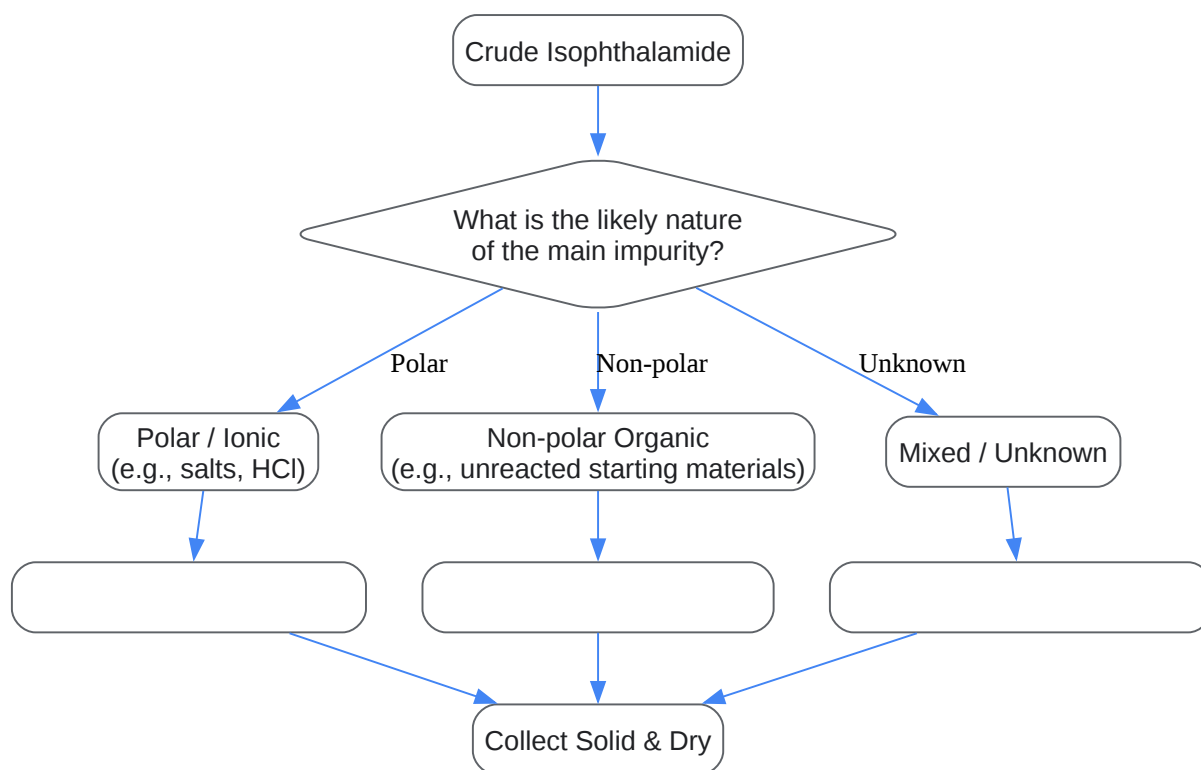 Crude Isophthalamide
What is the likely nature
of the main impurity?
Polar
Non-polar
Unknown
Polar / Ionic
(e.g., salts, HCl)
Non-polar Organic
(e.g., unreacted starting materials)
Mixed / Unknown
Collect Solid & Dry